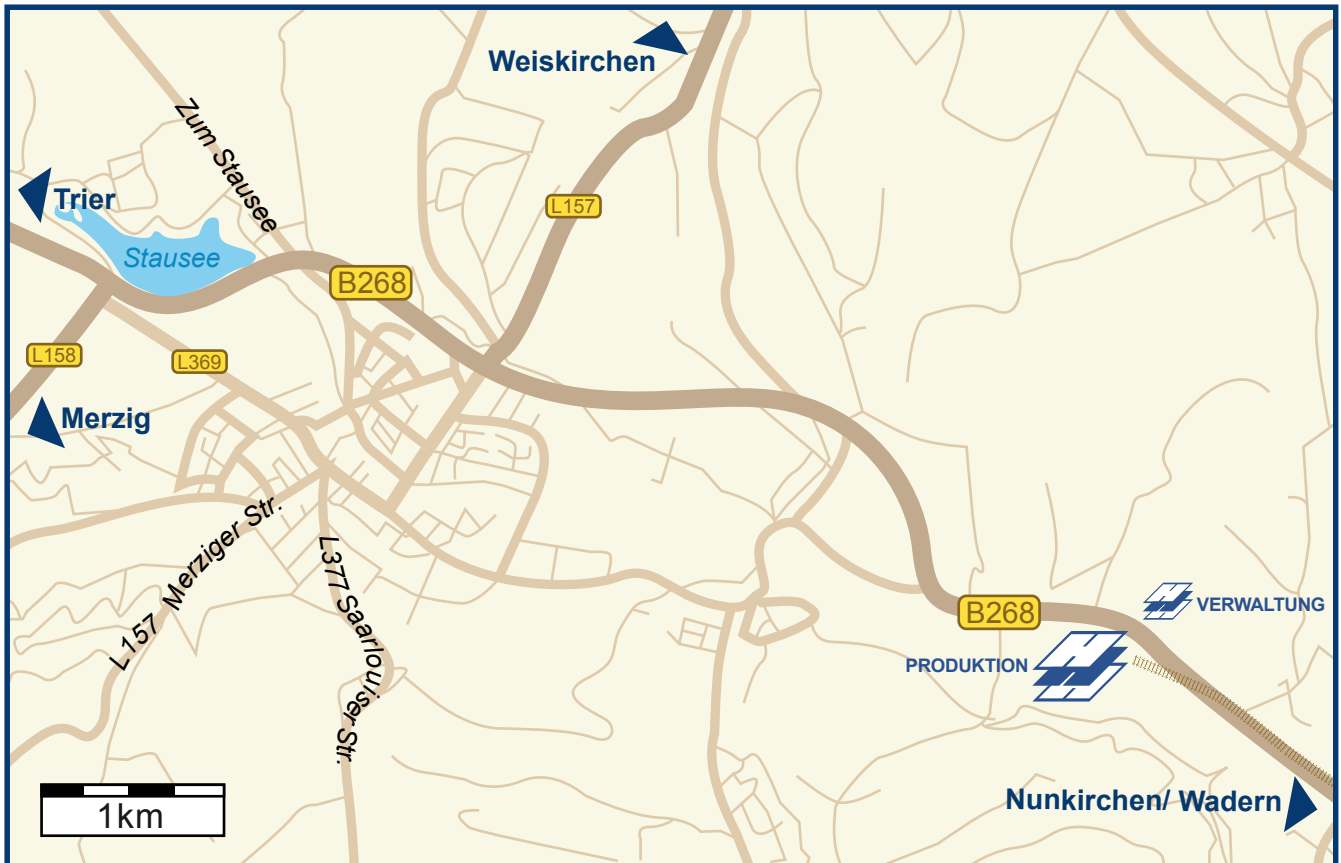 Weiskirchen
Zum Stausee
Trier
L157
Stausee
B268
L158
L369
Merzig
L157 Merziger Str.
L377 Saarlouiser Str.
B268
VERWALTUNG
PRODUKTION
Nunkirchen/ Wadern
1km